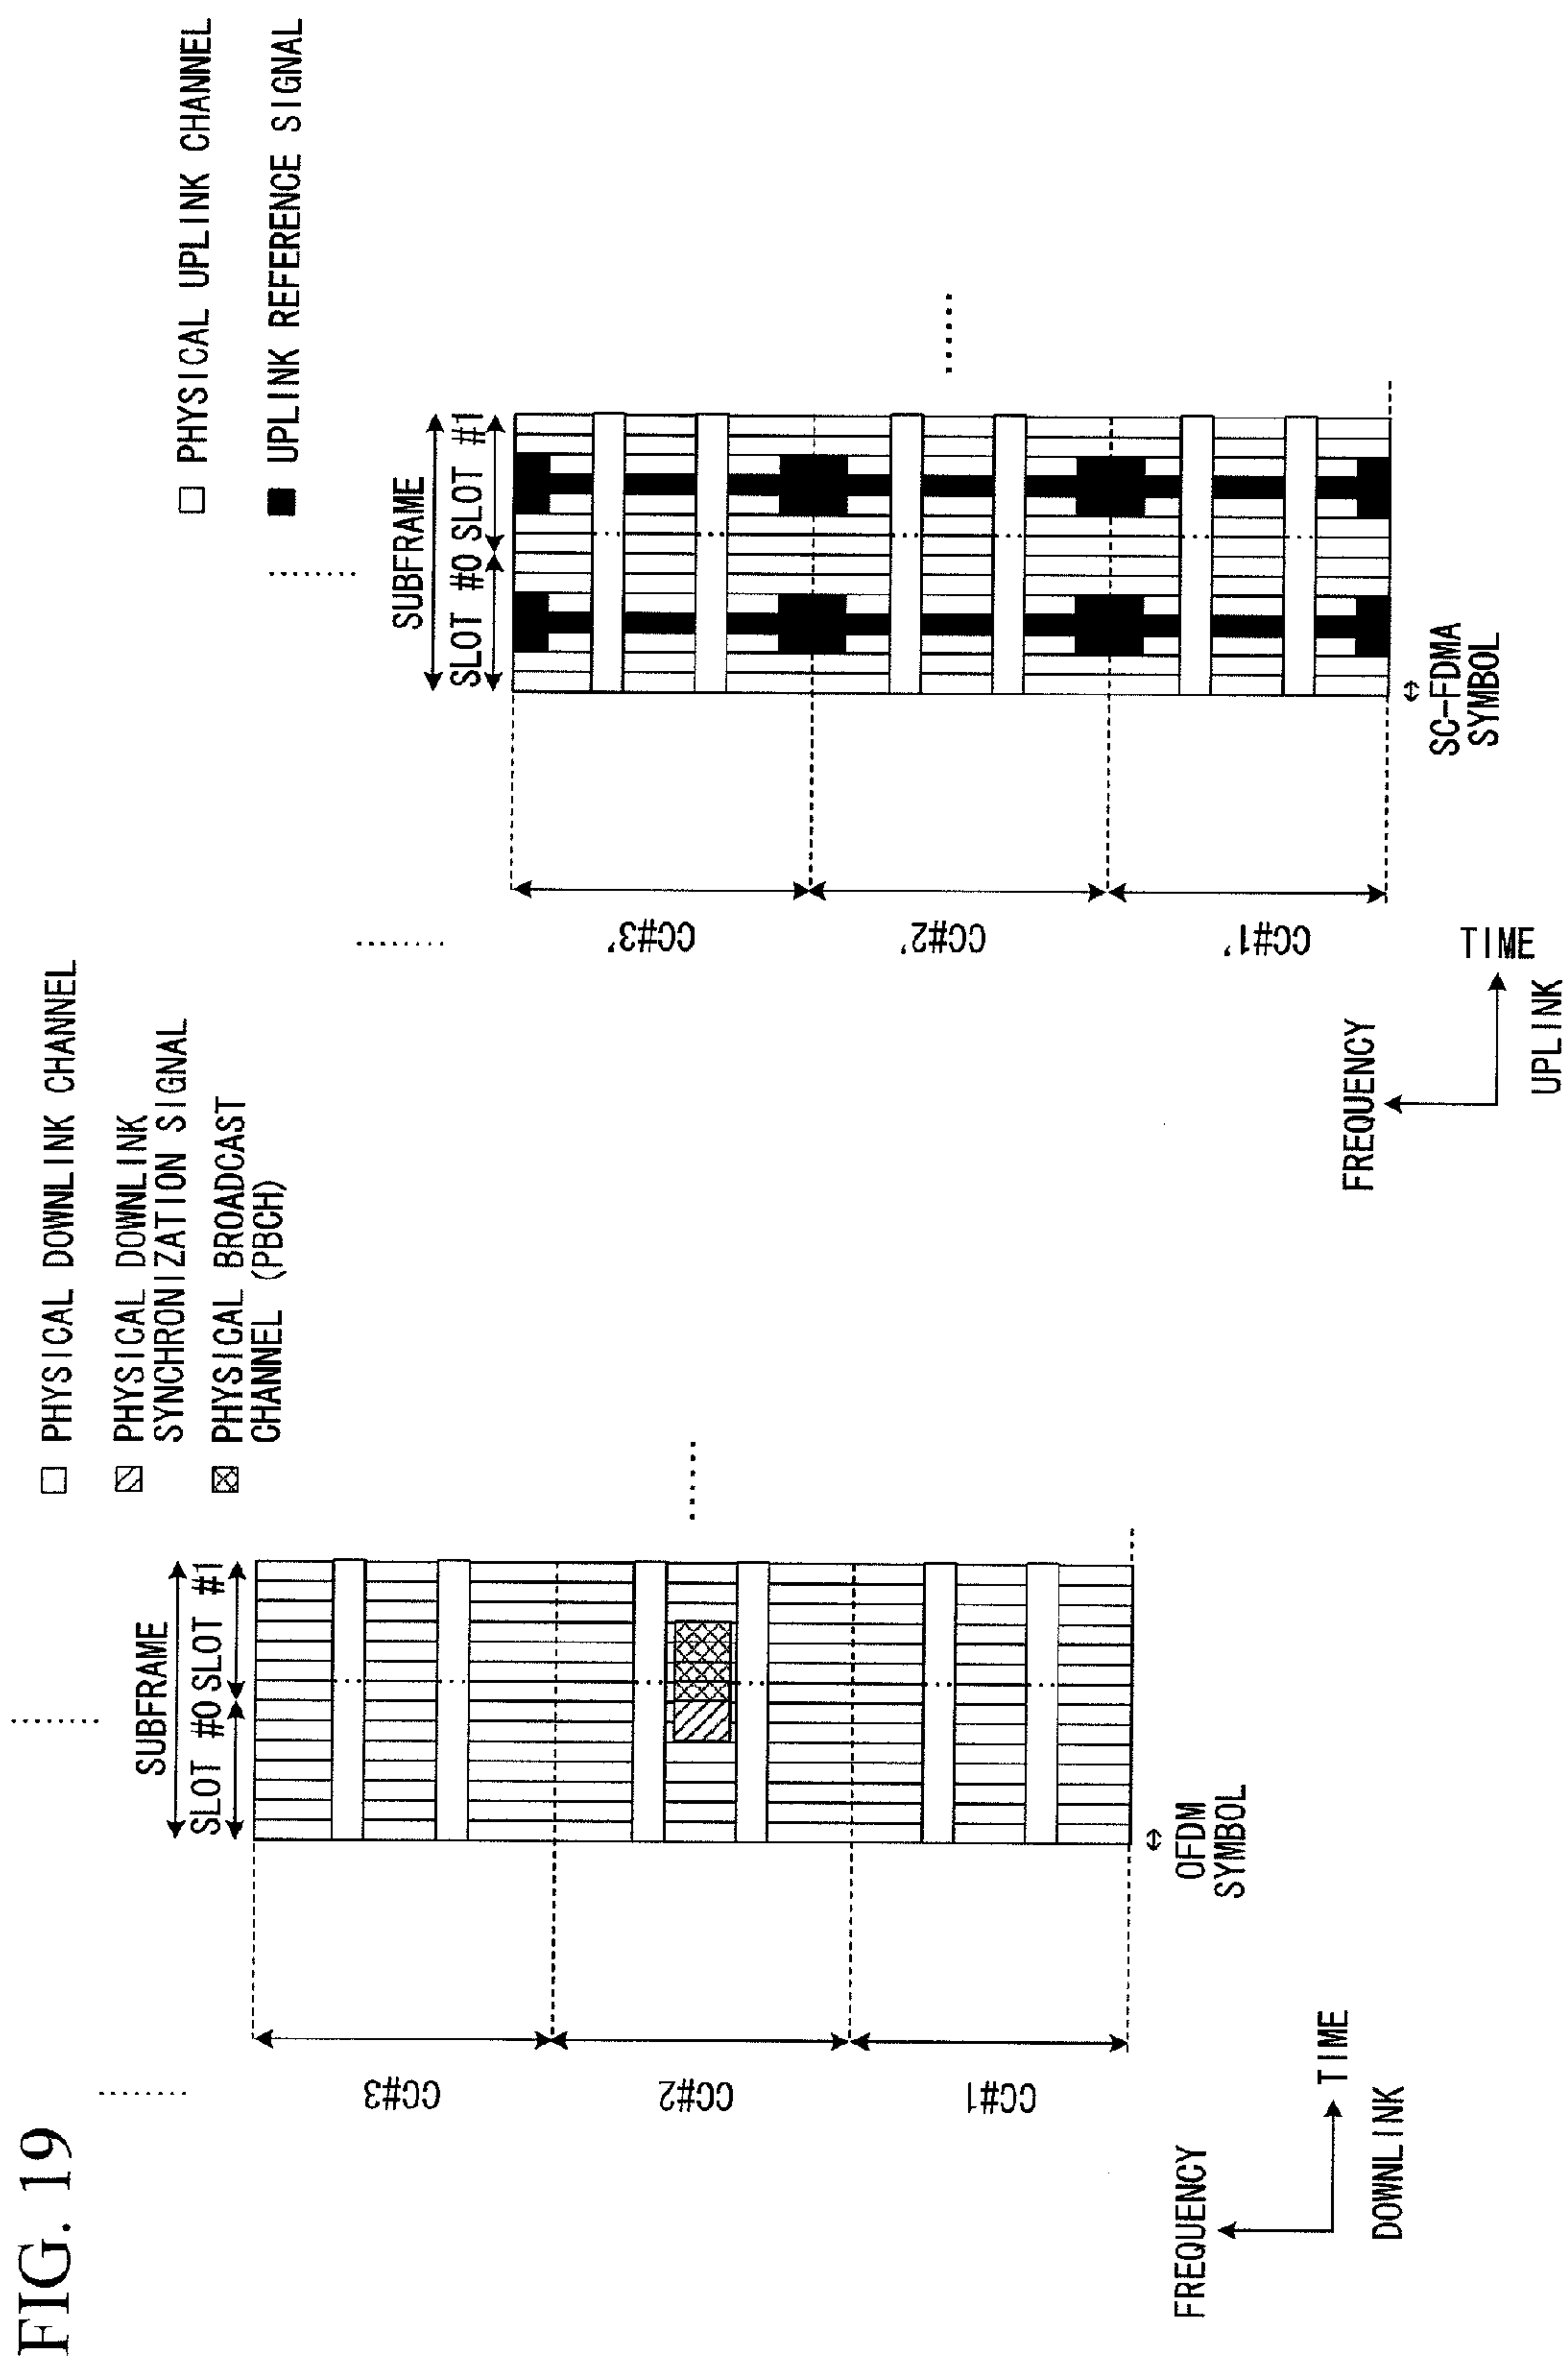 FIG. 19
PHYSICAL DOWNLINK CHANNEL
PHYSICAL DOWNLINK
SYNCHRONIZATION SIGNAL
PHYSICAL BROADCAST
CHANNEL (PBCH)
SUBFRAME
SLOT #0 SLOT #1
CC#3
CC#2
CC#1
OFDM
SYMBOL
FREQUENCY
TIME
DOWNLINK
PHYSICAL UPLINK CHANNEL
UPLINK REFERENCE SIGNAL
SUBFRAME
SLOT #0 SLOT #1
CC#3'
CC#2'
CC#1'
SC-FDMA
SYMBOL
FREQUENCY
TIME
UPLINK